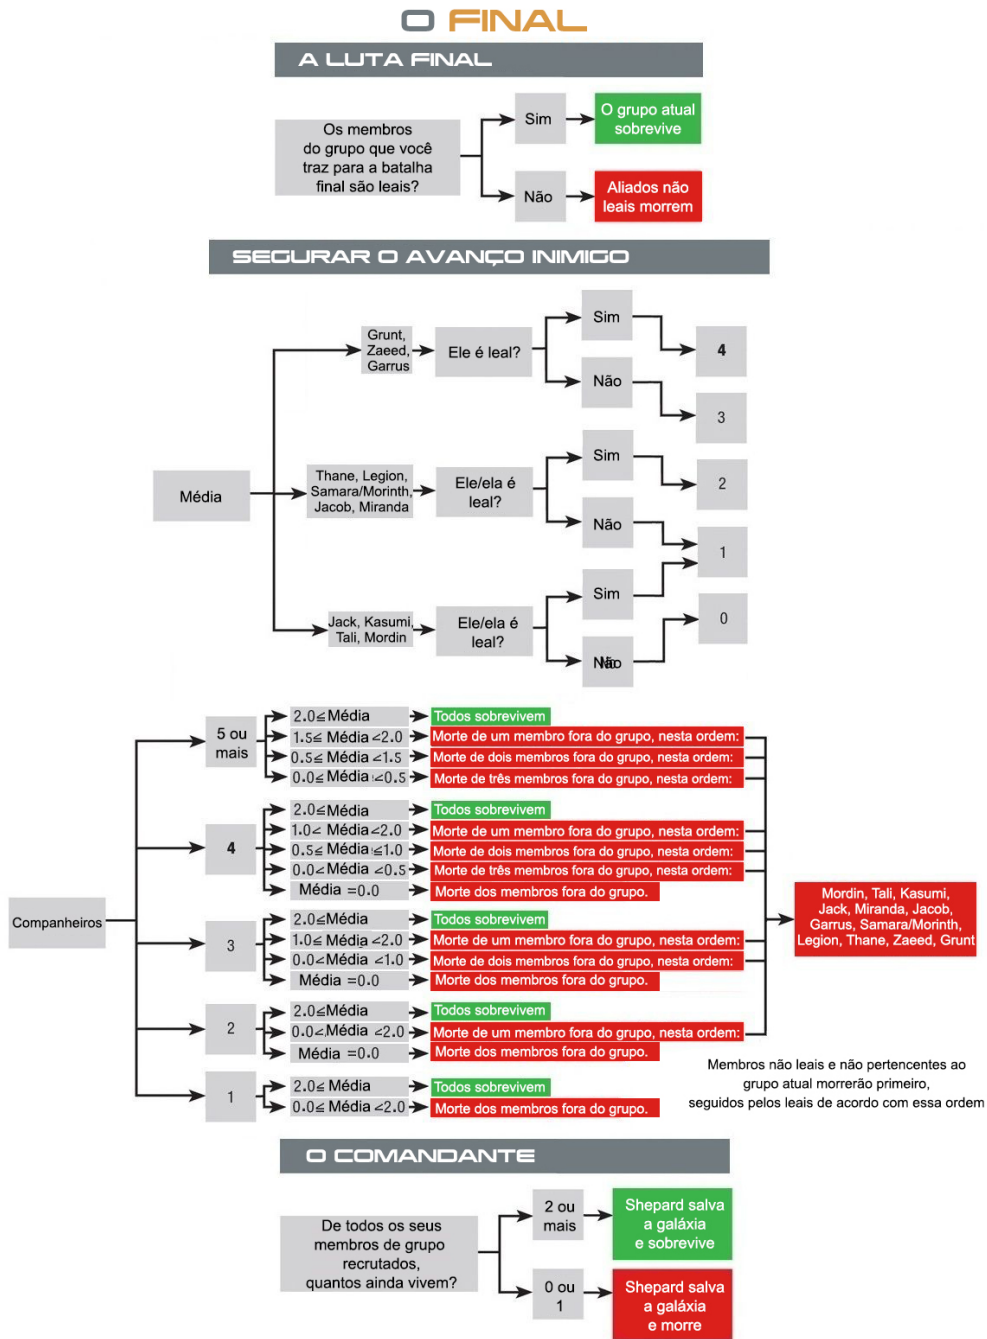 O FINAL
A LUTA FINAL
Os membros
do grupo que você
traz para a batalha
final são leais?
Sim
O grupo atual
sobrevive
Não
Aliados não
leais morrem
SEGURAR O AVANÇO INIMIGO
Média
Grunt,
Zaeed,
Garrus
Ele é leal?
Sim
4
Não
3
Thane, Legion,
Samara/Morinth,
Jacob, Miranda
Ele/ela é
leal?
Sim
2
Não
1
Jack, Kasumi,
Tali, Mordin
Ele/ela é
leal?
Sim
Não
0
Companheiros
5 ou
mais
2.0≤ Média
Todos sobrevivem
1.5≤ Média <2.0
Morte de um membro fora do grupo, nesta ordem:
0.5≤ Média <1.5
Morte de dois membros fora do grupo, nesta ordem:
0.0≤ Média <0.5
Morte de três membros fora do grupo, nesta ordem:
4
2.0≤ Média
Todos sobrevivem
1.0< Média <2.0
Morte de um membro fora do grupo, nesta ordem:
0.5≤ Média ≤1.0
Morte de dois membros fora do grupo, nesta ordem:
0.0< Média <0.5
Morte de três membros fora do grupo, nesta ordem:
Média =0.0
Morte dos membros fora do grupo.
3
2.0≤ Média
Todos sobrevivem
1.0≤ Média <2.0
Morte de um membro fora do grupo, nesta ordem:
0.0< Média <1.0
Morte de dois membros fora do grupo, nesta ordem:
Média =0.0
Morte dos membros fora do grupo.
2
2.0≤ Média
Todos sobrevivem
0.0< Média <2.0
Morte de um membro fora do grupo, nesta ordem:
Média =0.0
Morte dos membros fora do grupo.
1
2.0≤ Média
Todos sobrevivem
0.0≤ Média <2.0
Morte dos membros fora do grupo.
Mordin, Tali, Kasumi,
Jack, Miranda, Jacob,
Garrus, Samara/Morinth,
Legion, Thane, Zaeed, Grunt
Membros não leais e não pertencentes ao
grupo atual morrerão primeiro,
seguidos pelos leais de acordo com essa ordem
O COMANDANTE
De todos os seus
membros de grupo
recrutados,
quantos ainda vivem?
2 ou
mais
Shepard salva
a galáxia
e sobrevive
0 ou
1
Shepard salva
a galáxia
e morre